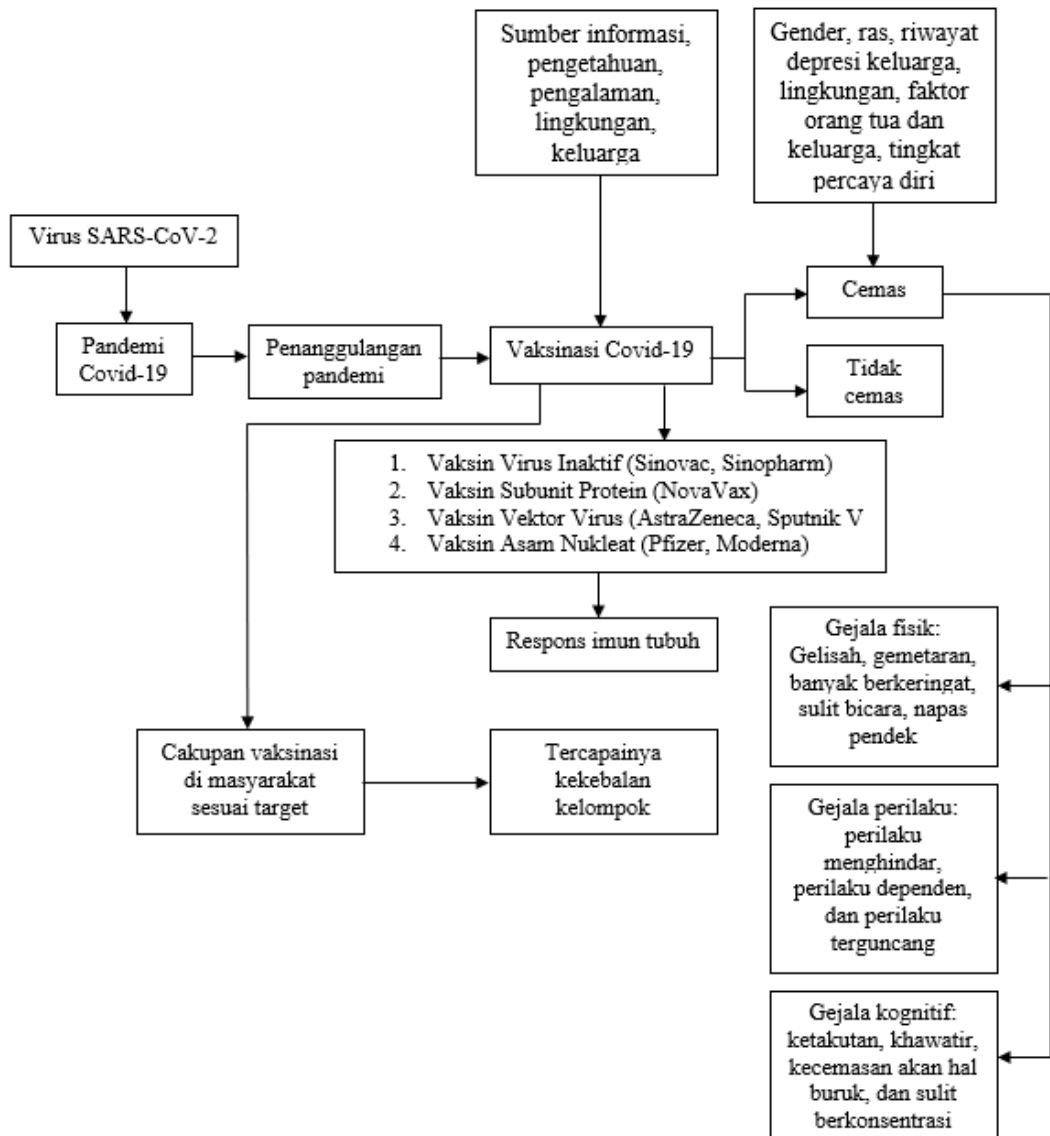 Sumber informasi,
pengetahuan,
pengalaman,
lingkungan,
keluarga
Gender, ras, riwayat
depresi keluarga,
lingkungan, faktor
orang tua dan
keluarga, tingkat
percaya diri
Virus SARS-CoV-2
Pandemi
Covid-19
Penanggulangan
pandemi
Vaksinasi Covid-19
Cemas
Tidak
cemas
1. Vaksin Virus Inaktif (Sinovac, Sinopharm)
2. Vaksin Subunit Protein (NovaVax)
3. Vaksin Vektor Virus (AstraZeneca, Sputnik V
4. Vaksin Asam Nukleat (Pfizer, Moderna)
Respons imun tubuh
Cakupan vaksinasi
di masyarakat
sesuai target
Tercapainya
kekebalan
kelompok
Gejala fisik:
Gelisah, gemetaran,
banyak berkeringat,
sulit bicara, napas
pendek
Gejala perilaku:
perilaku
menghindar,
perilaku dependen,
dan perilaku
terguncang
Gejala kognitif:
ketakutan, khawatir,
kecemasan akan hal
buruk, dan sulit
berkonsentrasi